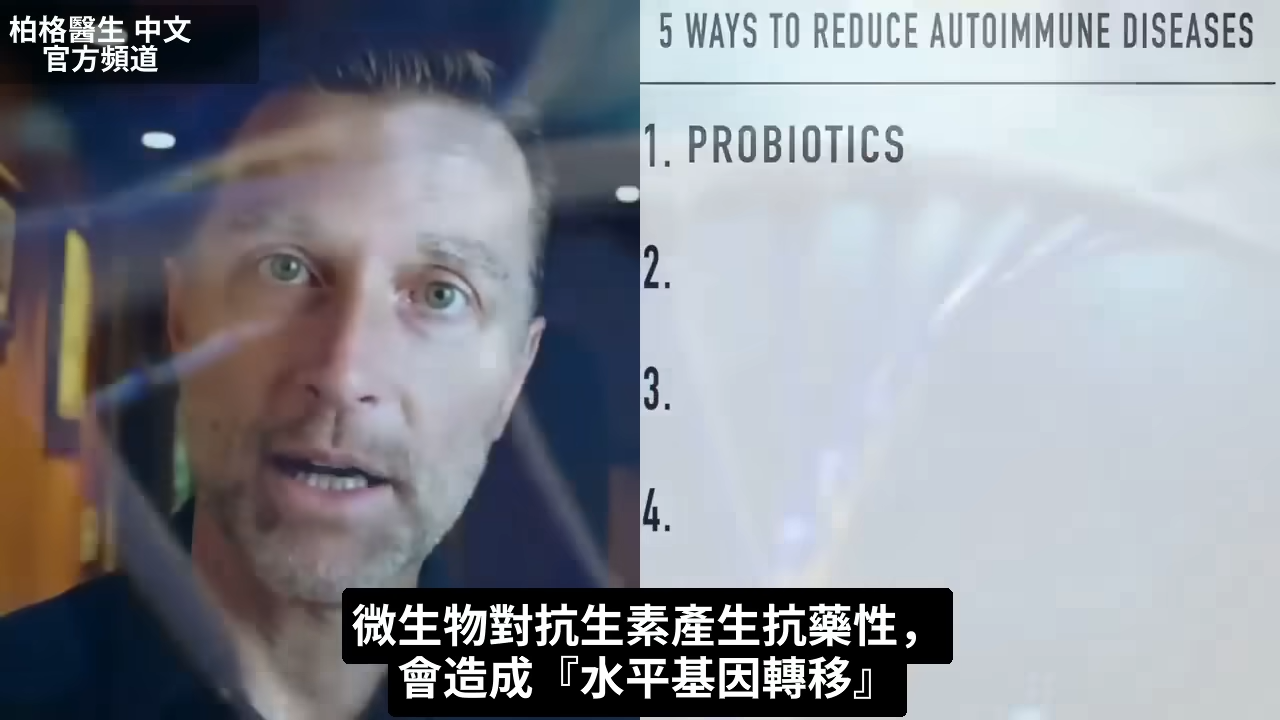 柏格醫生 中文
官方頻道
5 WAYS TO REDUCE AUTOIMMUNE DISEASES
1. PROBIOTICS
2.
3.
4.
微生物對抗生素產生抗藥性，
會造成『水平基因轉移』